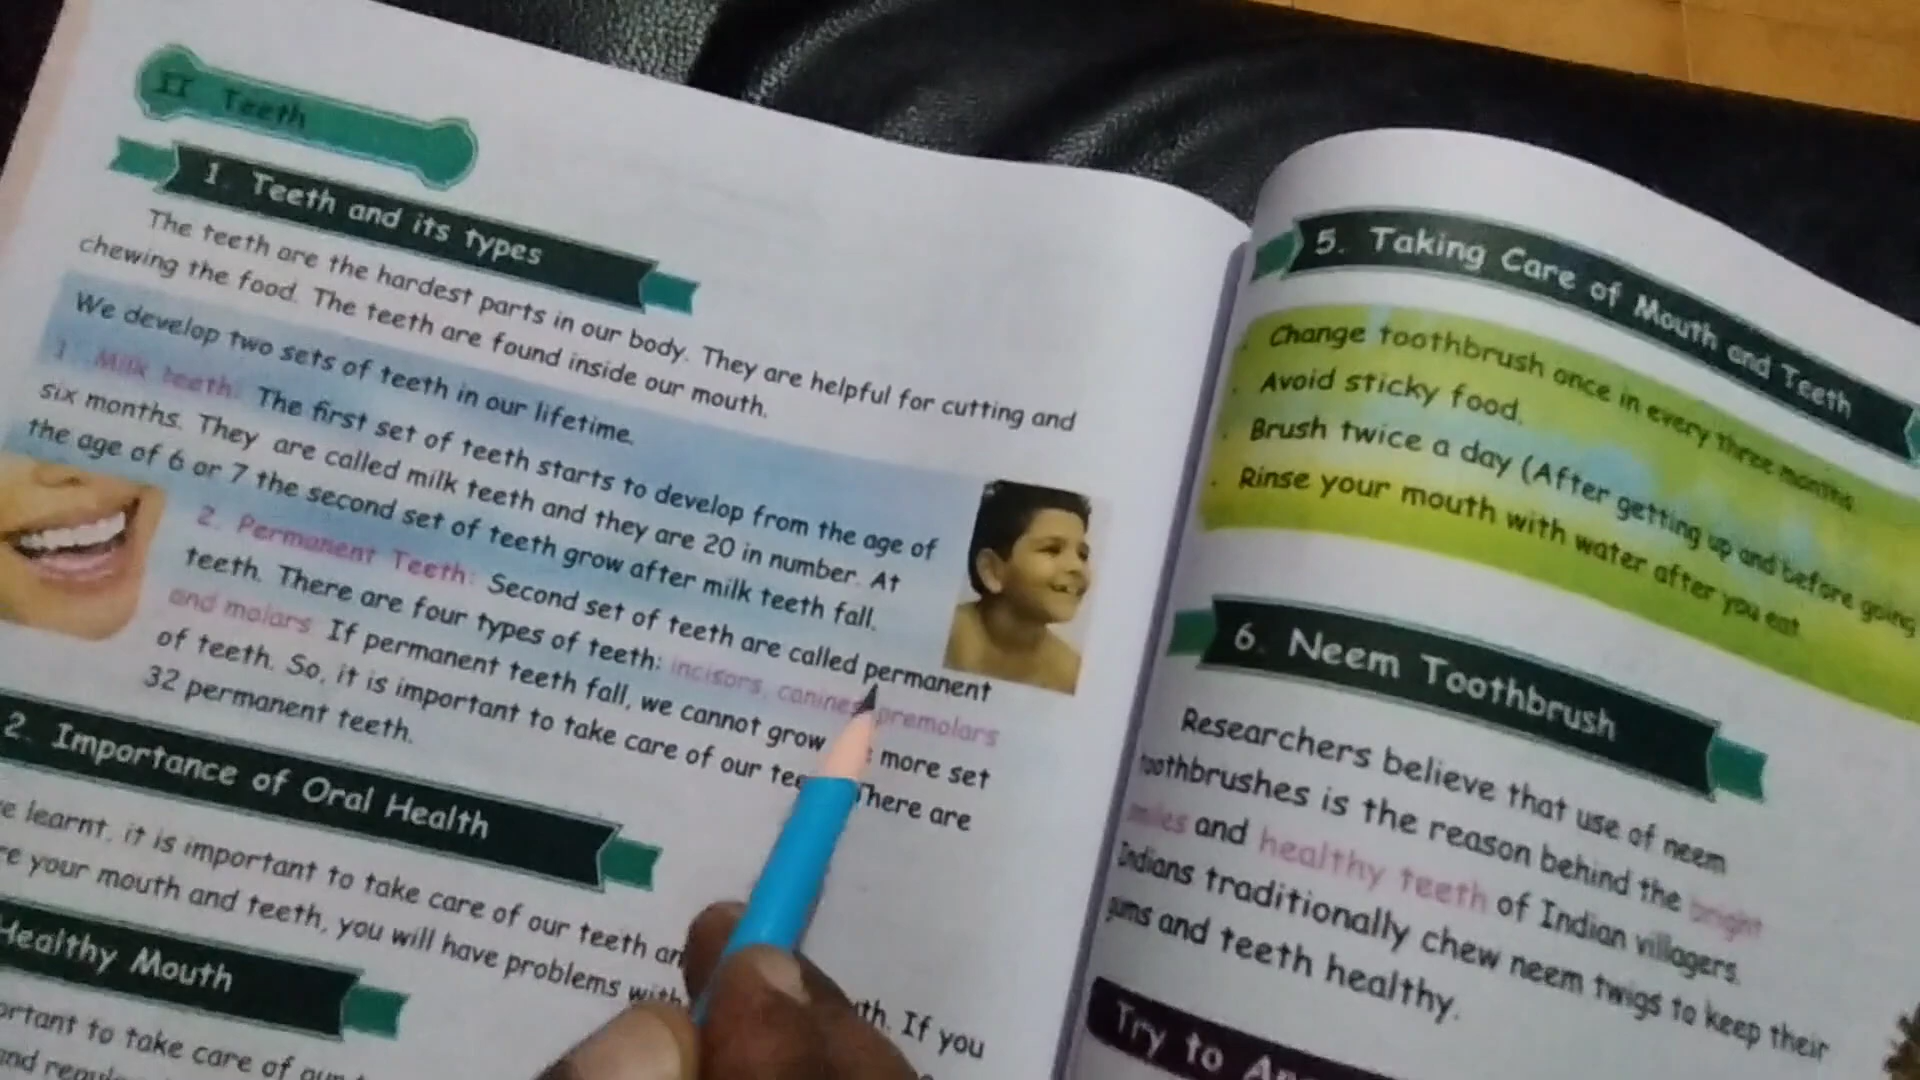 II Teeth
1. Teeth and its types
The teeth are the hardest parts in our body. They are helpful for cutting and
chewing the food. The teeth are found inside our mouth.
We develop two sets of teeth in our lifetime.
1. Milk teeth: The first set of teeth starts to develop from the age of
six months. They are called milk teeth and they are 20 in number. At
the age of 6 or 7 the second set of teeth grow after milk teeth fall.
2. Permanent Teeth: Second set of teeth are called permanent
teeth. There are four types of teeth: incisors, canines, premolars
and molars. If permanent teeth fall, we cannot grow more set
of teeth. So, it is important to take care of our There are
32 permanent teeth.
2. Importance of Oral Health
learnt, it is important to take care of our teeth
your mouth and teeth, you will have problems with If you
Healthy Mouth
to take care of
and
5. Taking Care of Mouth and Teeth
. Change toothbrush once in every three months
. Avoid sticky food.
. Brush twice a day (After getting up and before going
. Rinse your mouth with water after you eat
6. Neem Toothbrush
Researchers believe that use of neem
toothbrushes is the reason behind the bright
smiles and healthy teeth of Indian villagers.
Indians traditionally chew neem twigs to keep their
gums and teeth healthy.
Try to